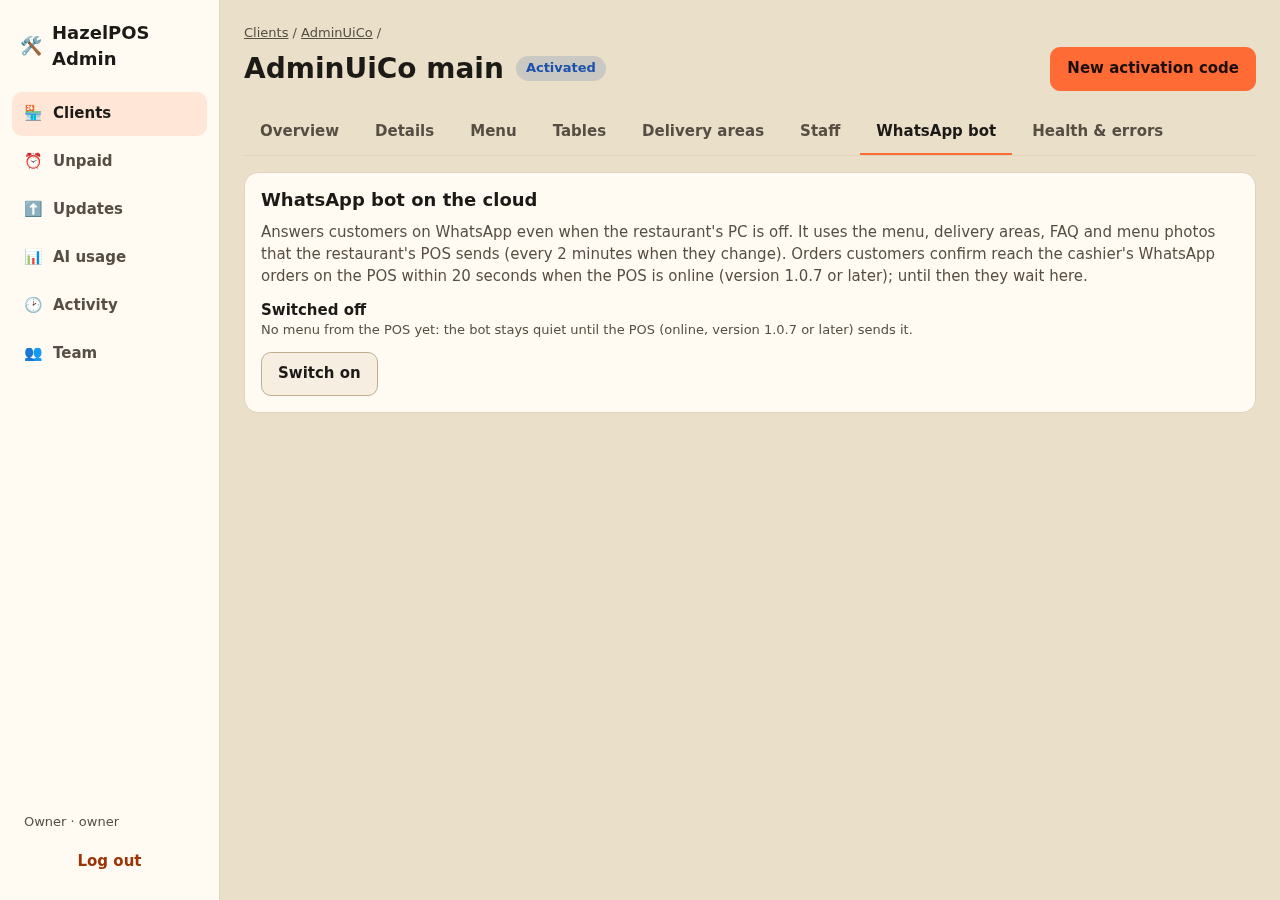 HazelPOS
Admin
Clients
Unpaid
Updates
AI usage
Activity
Team
Owner · owner
Log out
Clients / AdminUiCo /
AdminUiCo main
Activated
New activation code
Overview
Details
Menu
Tables
Delivery areas
Staff
WhatsApp bot
Health & errors
WhatsApp bot on the cloud
Answers customers on WhatsApp even when the restaurant's PC is off. It uses the menu, delivery areas, FAQ and menu photos
that the restaurant's POS sends (every 2 minutes when they change). Orders customers confirm reach the cashier's WhatsApp
orders on the POS within 20 seconds when the POS is online (version 1.0.7 or later); until then they wait here.
Switched off
No menu from the POS yet: the bot stays quiet until the POS (online, version 1.0.7 or later) sends it.
Switch on